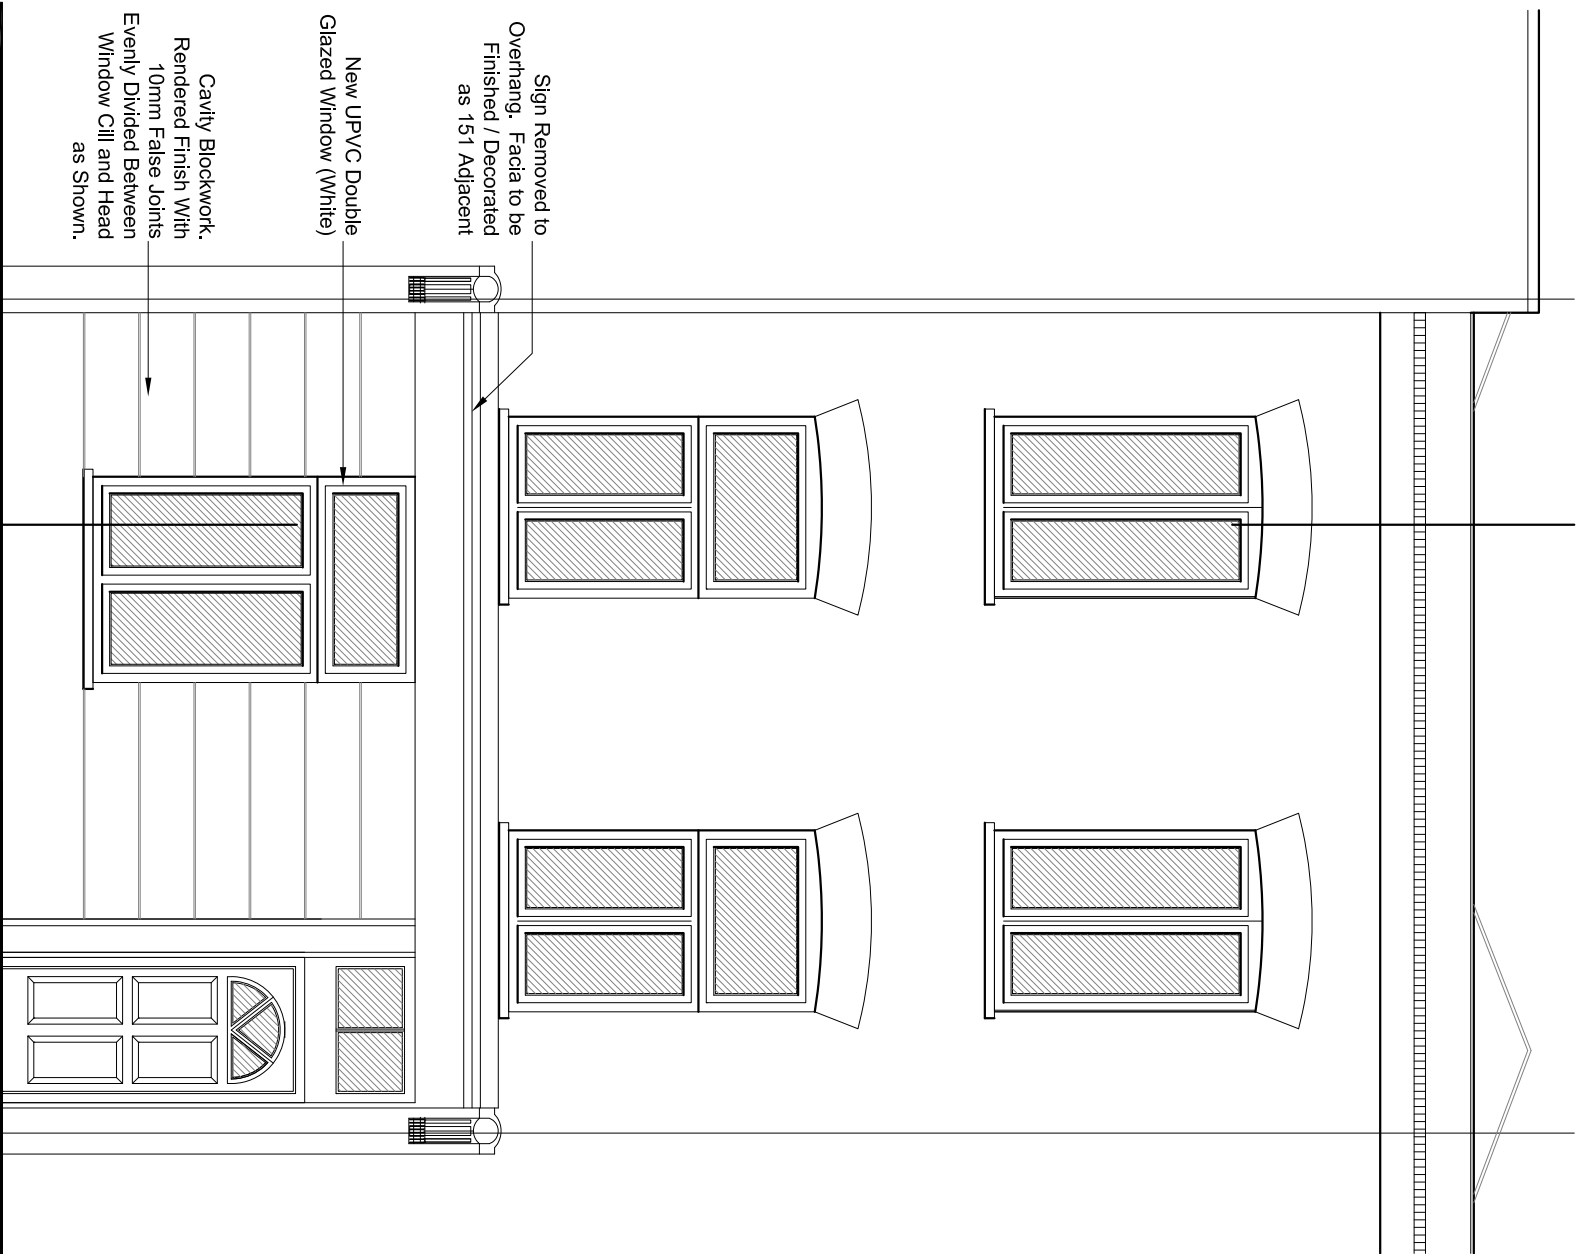 Sign Removed to
Overhang. Facia to be
Finished / Decorated
as 151 Adjacent
New UPVC Double
Glazed Window (White)
Cavity Blockwork.
Rendered Finish With
10mm False Joints
Evenly Divided Between
Window Cill and Head
as Shown.